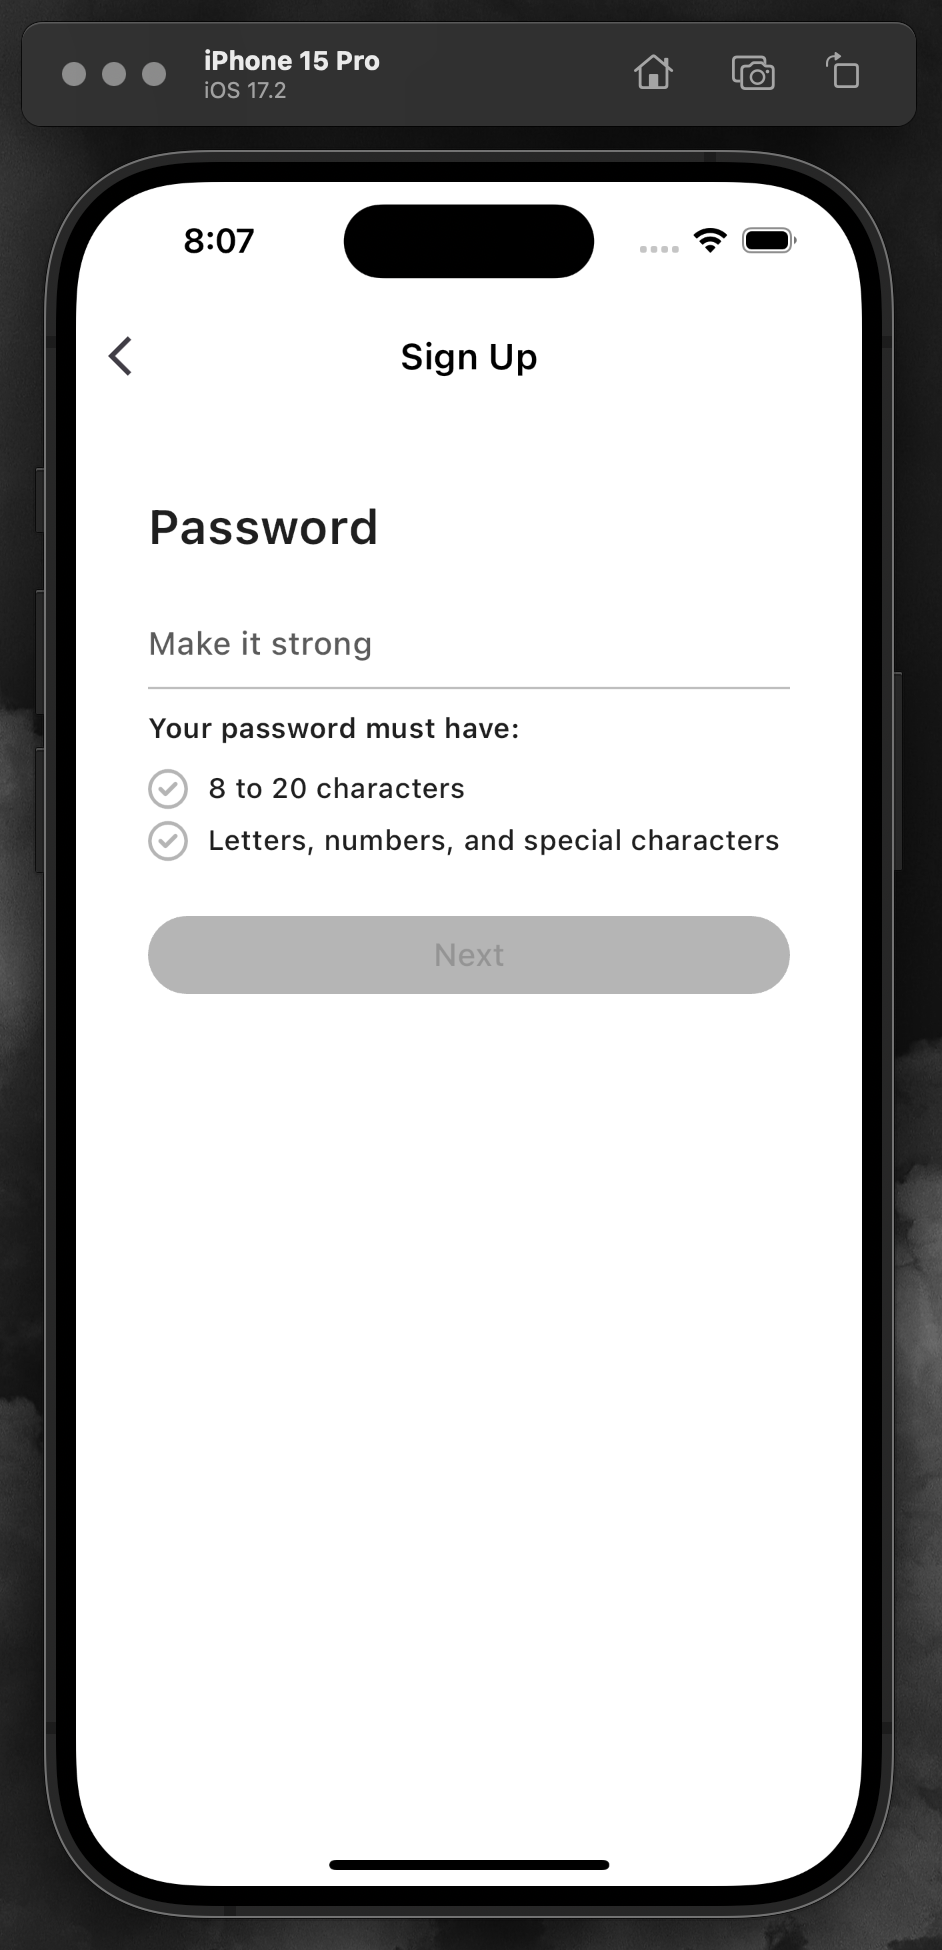 iPhone 15 Pro
iOS 17.2
8:07
Sign Up
Password
Make it strong
Your password must have:
8 to 20 characters
Letters, numbers, and special characters
Next